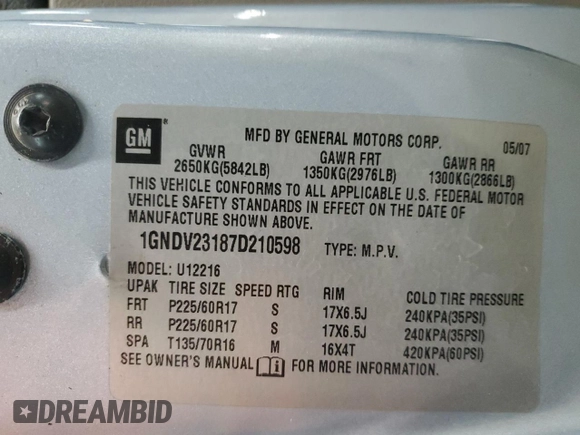 GM ®
MFD BY GENERAL MOTORS CORP. 05/07
GVWR GAWR FRT GAWR RR
2650KG(5842LB) 1350KG(2976LB) 1300KG(2866LB)
THIS VEHICLE CONFORMS TO ALL APPLICABLE U.S. FEDERAL MOTOR
VEHICLE SAFETY STANDARDS IN EFFECT ON THE DATE OF
MANUFACTURE SHOWN ABOVE.
1GNDV23187D210598 TYPE: M.P.V.
MODEL: U12216
UPAK TIRE SIZE SPEED RTG RIM COLD TIRE PRESSURE
FRT P225/60R17 S 17X6.5J 240KPA(35PSI)
RR P225/60R17 S 17X6.5J 240KPA(35PSI)
SPA T135/70R16 M 16X4T 420KPA(60PSI)
SEE OWNER'S MANUAL FOR MORE INFORMATION.
DREAMBID